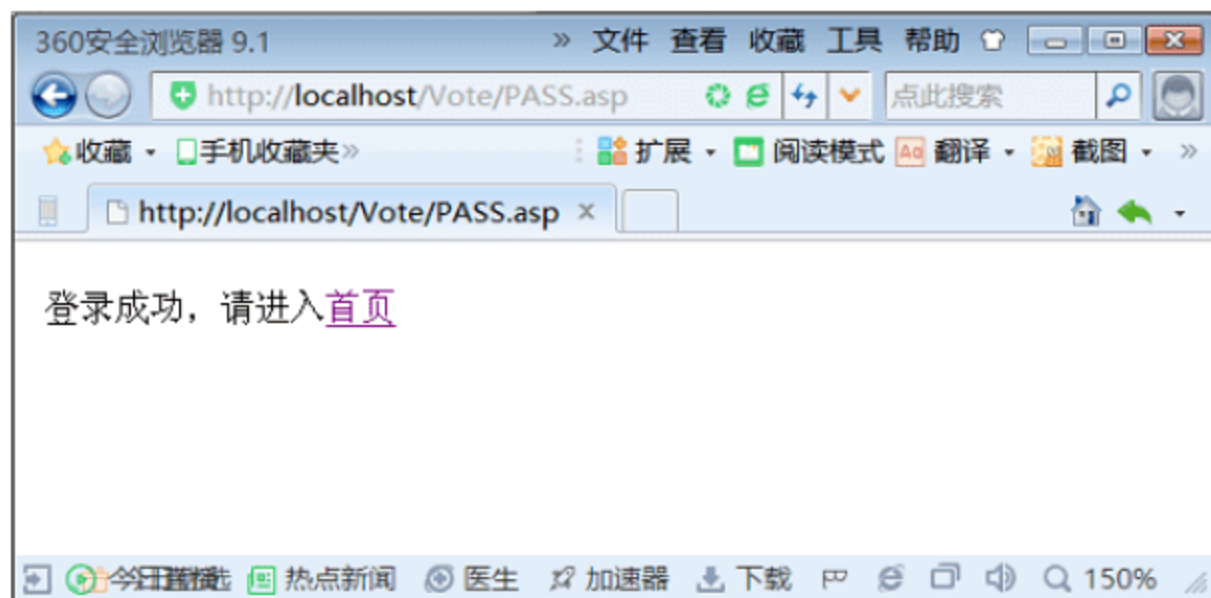 360安全浏览器 9.1 » 文件 查看 收藏 工具 帮助
http://localhost/Vote/PASS.asp 点此搜索
收藏 手机收藏夹» 扩展 阅读模式 Aa 翻译 截图 »
http://localhost/Vote/PASS.asp ×
登录成功，请进入首页
热点新闻 医生 加速器 下载 150%